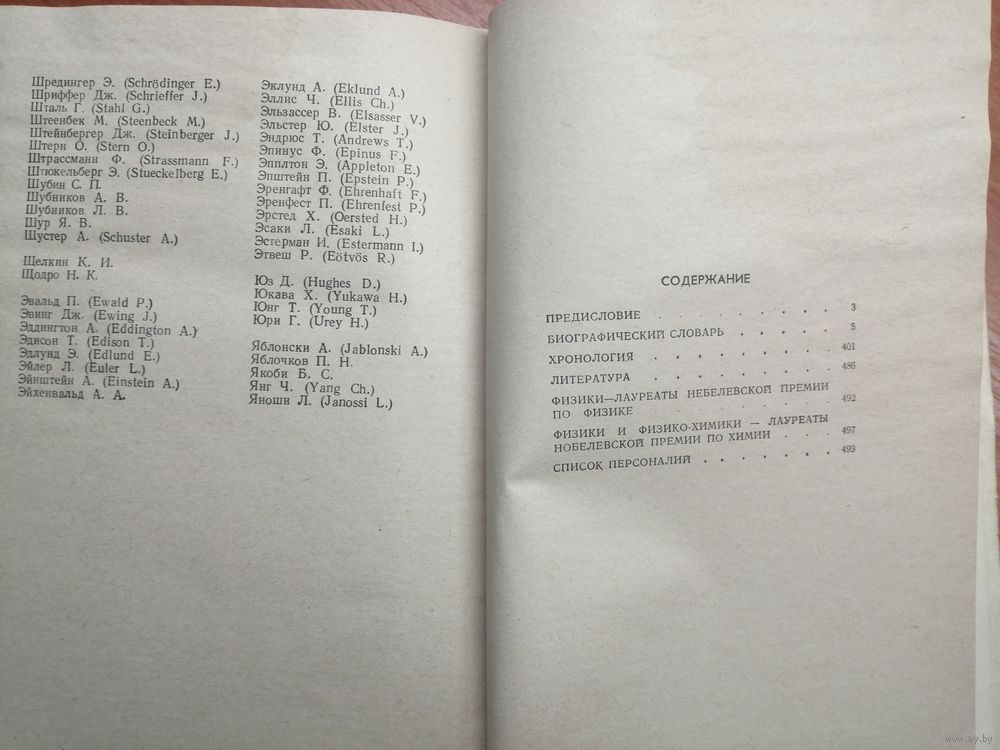 Шредингер Э. (Schrödinger E.)
Шриффер Дж. (Schrieffer J.)
Шталь Г. (Stahl G.)
Штеенбек М. (Steenbeck M.)
Штейнбергер Дж. (Steinberger J.)
Штерн О. (Stern O.)
Штрассманн Ф. (Strassmann F.)
Штюкельберг Э. (Stueckelberg E.)
Шубин С. П.
Шубников А. В.
Шубников Л. В.
Шур Я. В.
Шустер А. (Schuster A.)
Щелкин К. И.
Щодро Н. К.
Эвальд П. (Ewald P.)
Эвинг Дж. (Ewing J.)
Эддингтон А. (Eddington A.)
Эдисон Т. (Edison T.)
Эдлунд Э. (Edlund E.)
Эйлер Л. (Euler L.)
Эйнштейн А. (Einstein A.)
Эйхенвальд А. А.
Эклунд А. (Eklund A.)
Эллис Ч. (Ellis Ch.)
Эльзассер В. (Elsasser V.)
Эльстер Ю. (Elster J.)
Эндрюс Т. (Andrews T.)
Эпинус Ф. (Epinus F.)
Эпплтон Э. (Appleton E.)
Эпштейн П. (Epstein P.)
Эренгафт Ф. (Ehrenhaft F.)
Эренфест П. (Ehrenfest P.)
Эрстед Х. (Oersted H.)
Эсаки Л. (Esaki L.)
Эстерман И. (Estermann I.)
Этвеш Р. (Eötvös R.)
Юз Д. (Hughes D.)
Юкава Х. (Yukawa H.)
Юнг Т. (Young T.)
Юри Г. (Urey H.)
Яблонски А. (Jablonski A.)
Яблочков П. Н.
Якоби Б. С.
Янг Ч. (Yang Ch.)
Яноши Л. (Janossi L.)
СОДЕРЖАНИЕ
ПРЕДИСЛОВИЕ . . . . . . . 3
БИОГРАФИЧЕСКИЙ СЛОВАРЬ . . . . . 5
ХРОНОЛОГИЯ . . . . . . . 401
ЛИТЕРАТУРА . . . . . . . 486
ФИЗИКИ—ЛАУРЕАТЫ НЕБЕЛЕВСКОЙ ПРЕМИИ
ПО ФИЗИКЕ . . . . . . . 492
ФИЗИКИ И ФИЗИКО-ХИМИКИ — ЛАУРЕАТЫ
НОБЕЛЕВСКОЙ ПРЕМИИ ПО ХИМИИ . . . 497
СПИСОК ПЕРСОНАЛИЙ . . . . . . . 499
www.ay.by